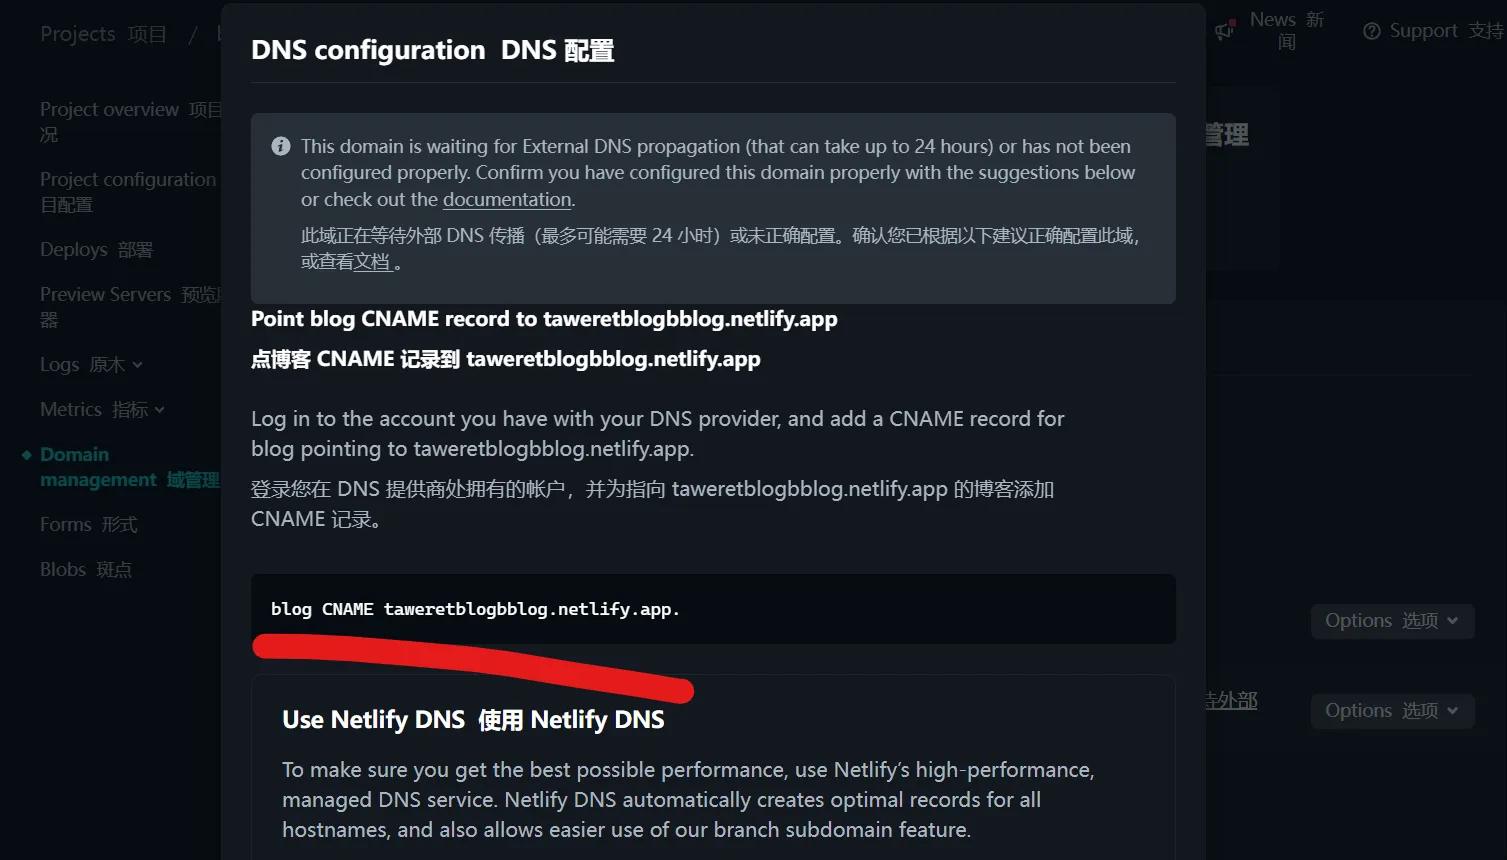 Projects 项目 /
News 新
闻
Support 支持
DNS configuration DNS 配置
Project overview 项目
况
Project configuration
目配置
Deploys 部署
Preview Servers 预览
器
Logs 原木
Metrics 指标
Domain
management 域管理
Forms 形式
Blobs 斑点
This domain is waiting for External DNS propagation (that can take up to 24 hours) or has not been
configured properly. Confirm you have configured this domain properly with the suggestions below
or check out the documentation.
此域正在等待外部 DNS 传播（最多可能需要 24 小时）或未正确配置。确认您已根据以下建议正确配置此域，
或查看文档 。
Point blog CNAME record to taweretblogbblog.netlify.app
点博客 CNAME 记录到 taweretblogbblog.netlify.app
Log in to the account you have with your DNS provider, and add a CNAME record for
blog pointing to taweretblogbblog.netlify.app.
登录您在 DNS 提供商处拥有的帐户，并为指向 taweretblogbblog.netlify.app 的博客添加
CNAME 记录。
blog CNAME taweretblogbblog.netlify.app.
Use Netlify DNS 使用 Netlify DNS
To make sure you get the best possible performance, use Netlify's high-performance,
managed DNS service. Netlify DNS automatically creates optimal records for all
hostnames, and also allows easier use of our branch subdomain feature.
管理
Options 选项
待外部
Options 选项